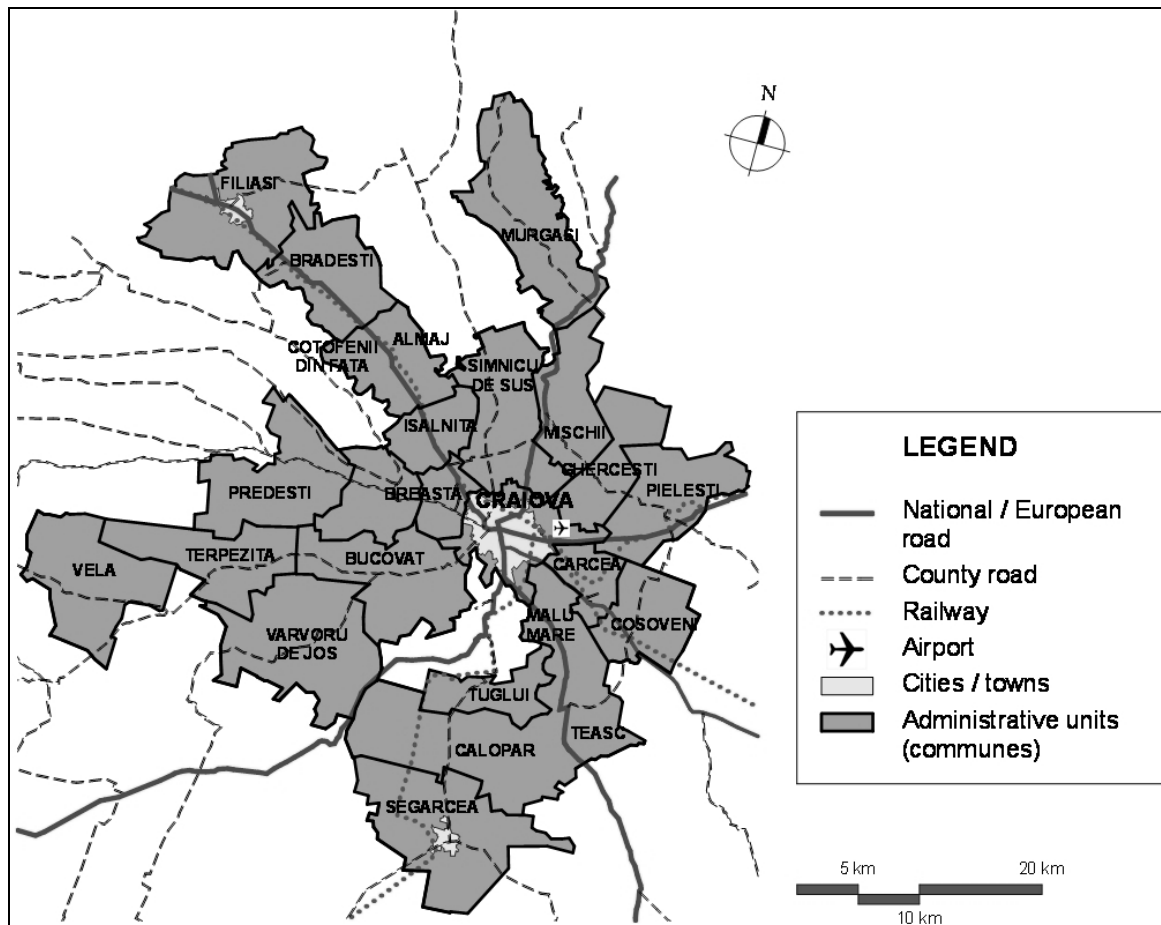 N
FILIASI
MURGASI
BRADESTI
ALMAJ
COTOFENII
DIN FATA
SIMNICU
DE SUS
ISALNITA
MISCHII
GHERCESTI
PIELESTI
PREDESTI
BREASTA
CRAIOVA
TERPEZITA
BUCOVAT
VELA
CARCEA
MALU
MARE
COSOVENI
VARVORU
DE JOS
TUGLUI
TEASC
CALOPAR
SEGARCEA
LEGEND
National / European
road
County road
Railway
Airport
Cities / towns
Administrative units
(communes)
5 km
20 km
10 km